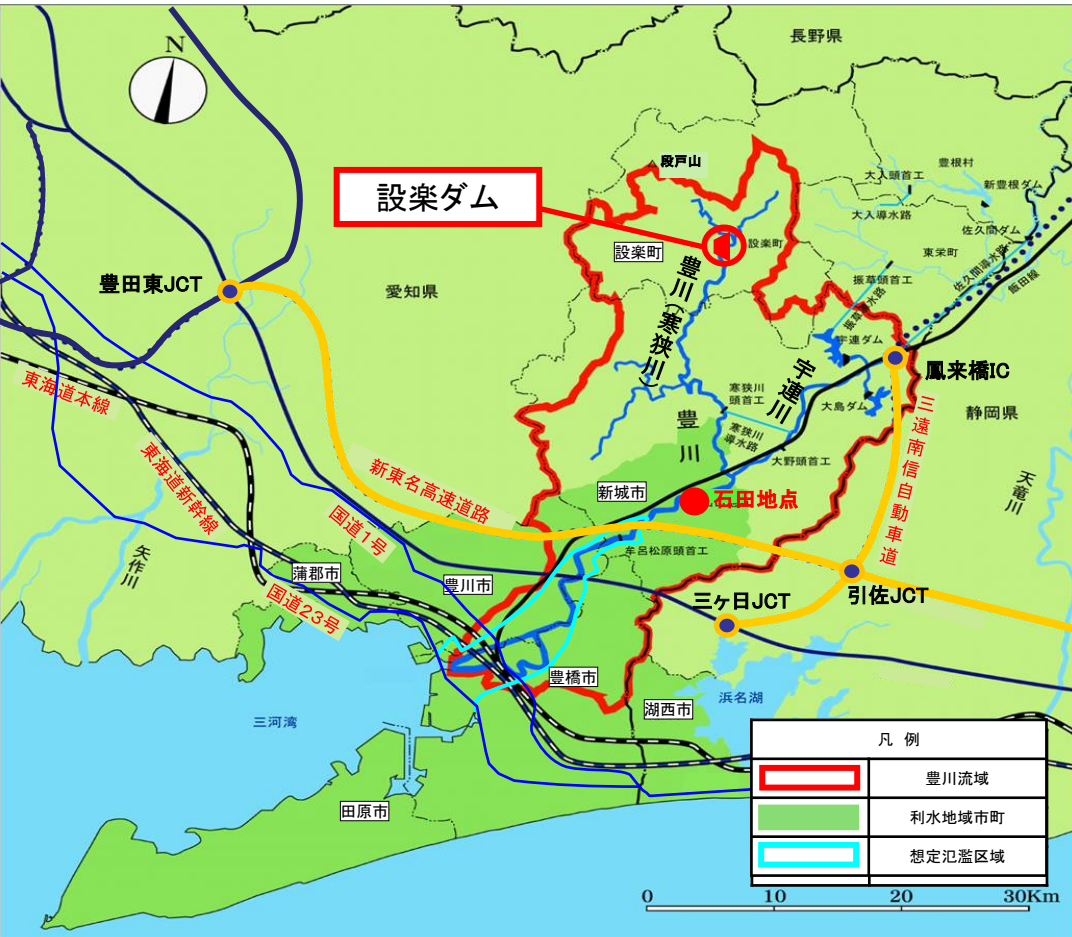 N
長野県
段戸山
豊根村
大入頭首工
新豊根ダム
設楽ダム
大入導水路
佐久間ダム
設楽町
設楽町
東栄町
佐久間導水路
飯田線
振草頭首工
振草導水路
豊田東JCT
愛知県
豊川(寒狭川)
宇連ダム
宇連川
鳳来橋IC
東海道本線
寒狭川
頭首工
大島ダム
三遠南信自動車道
静岡県
豊川
寒狭川
導水路
大野頭首工
天竜川
東海道新幹線
新東名高速道路
新城市
石田地点
国道1号
矢作川
牟呂松原頭首工
蒲郡市
豊川市
国道23号
三ヶ日JCT
引佐JCT
豊橋市
湖西市
浜名湖
三河湾
田原市
凡 例
豊川流域
利水地域市町
想定氾濫区域
0 10 20 30Km